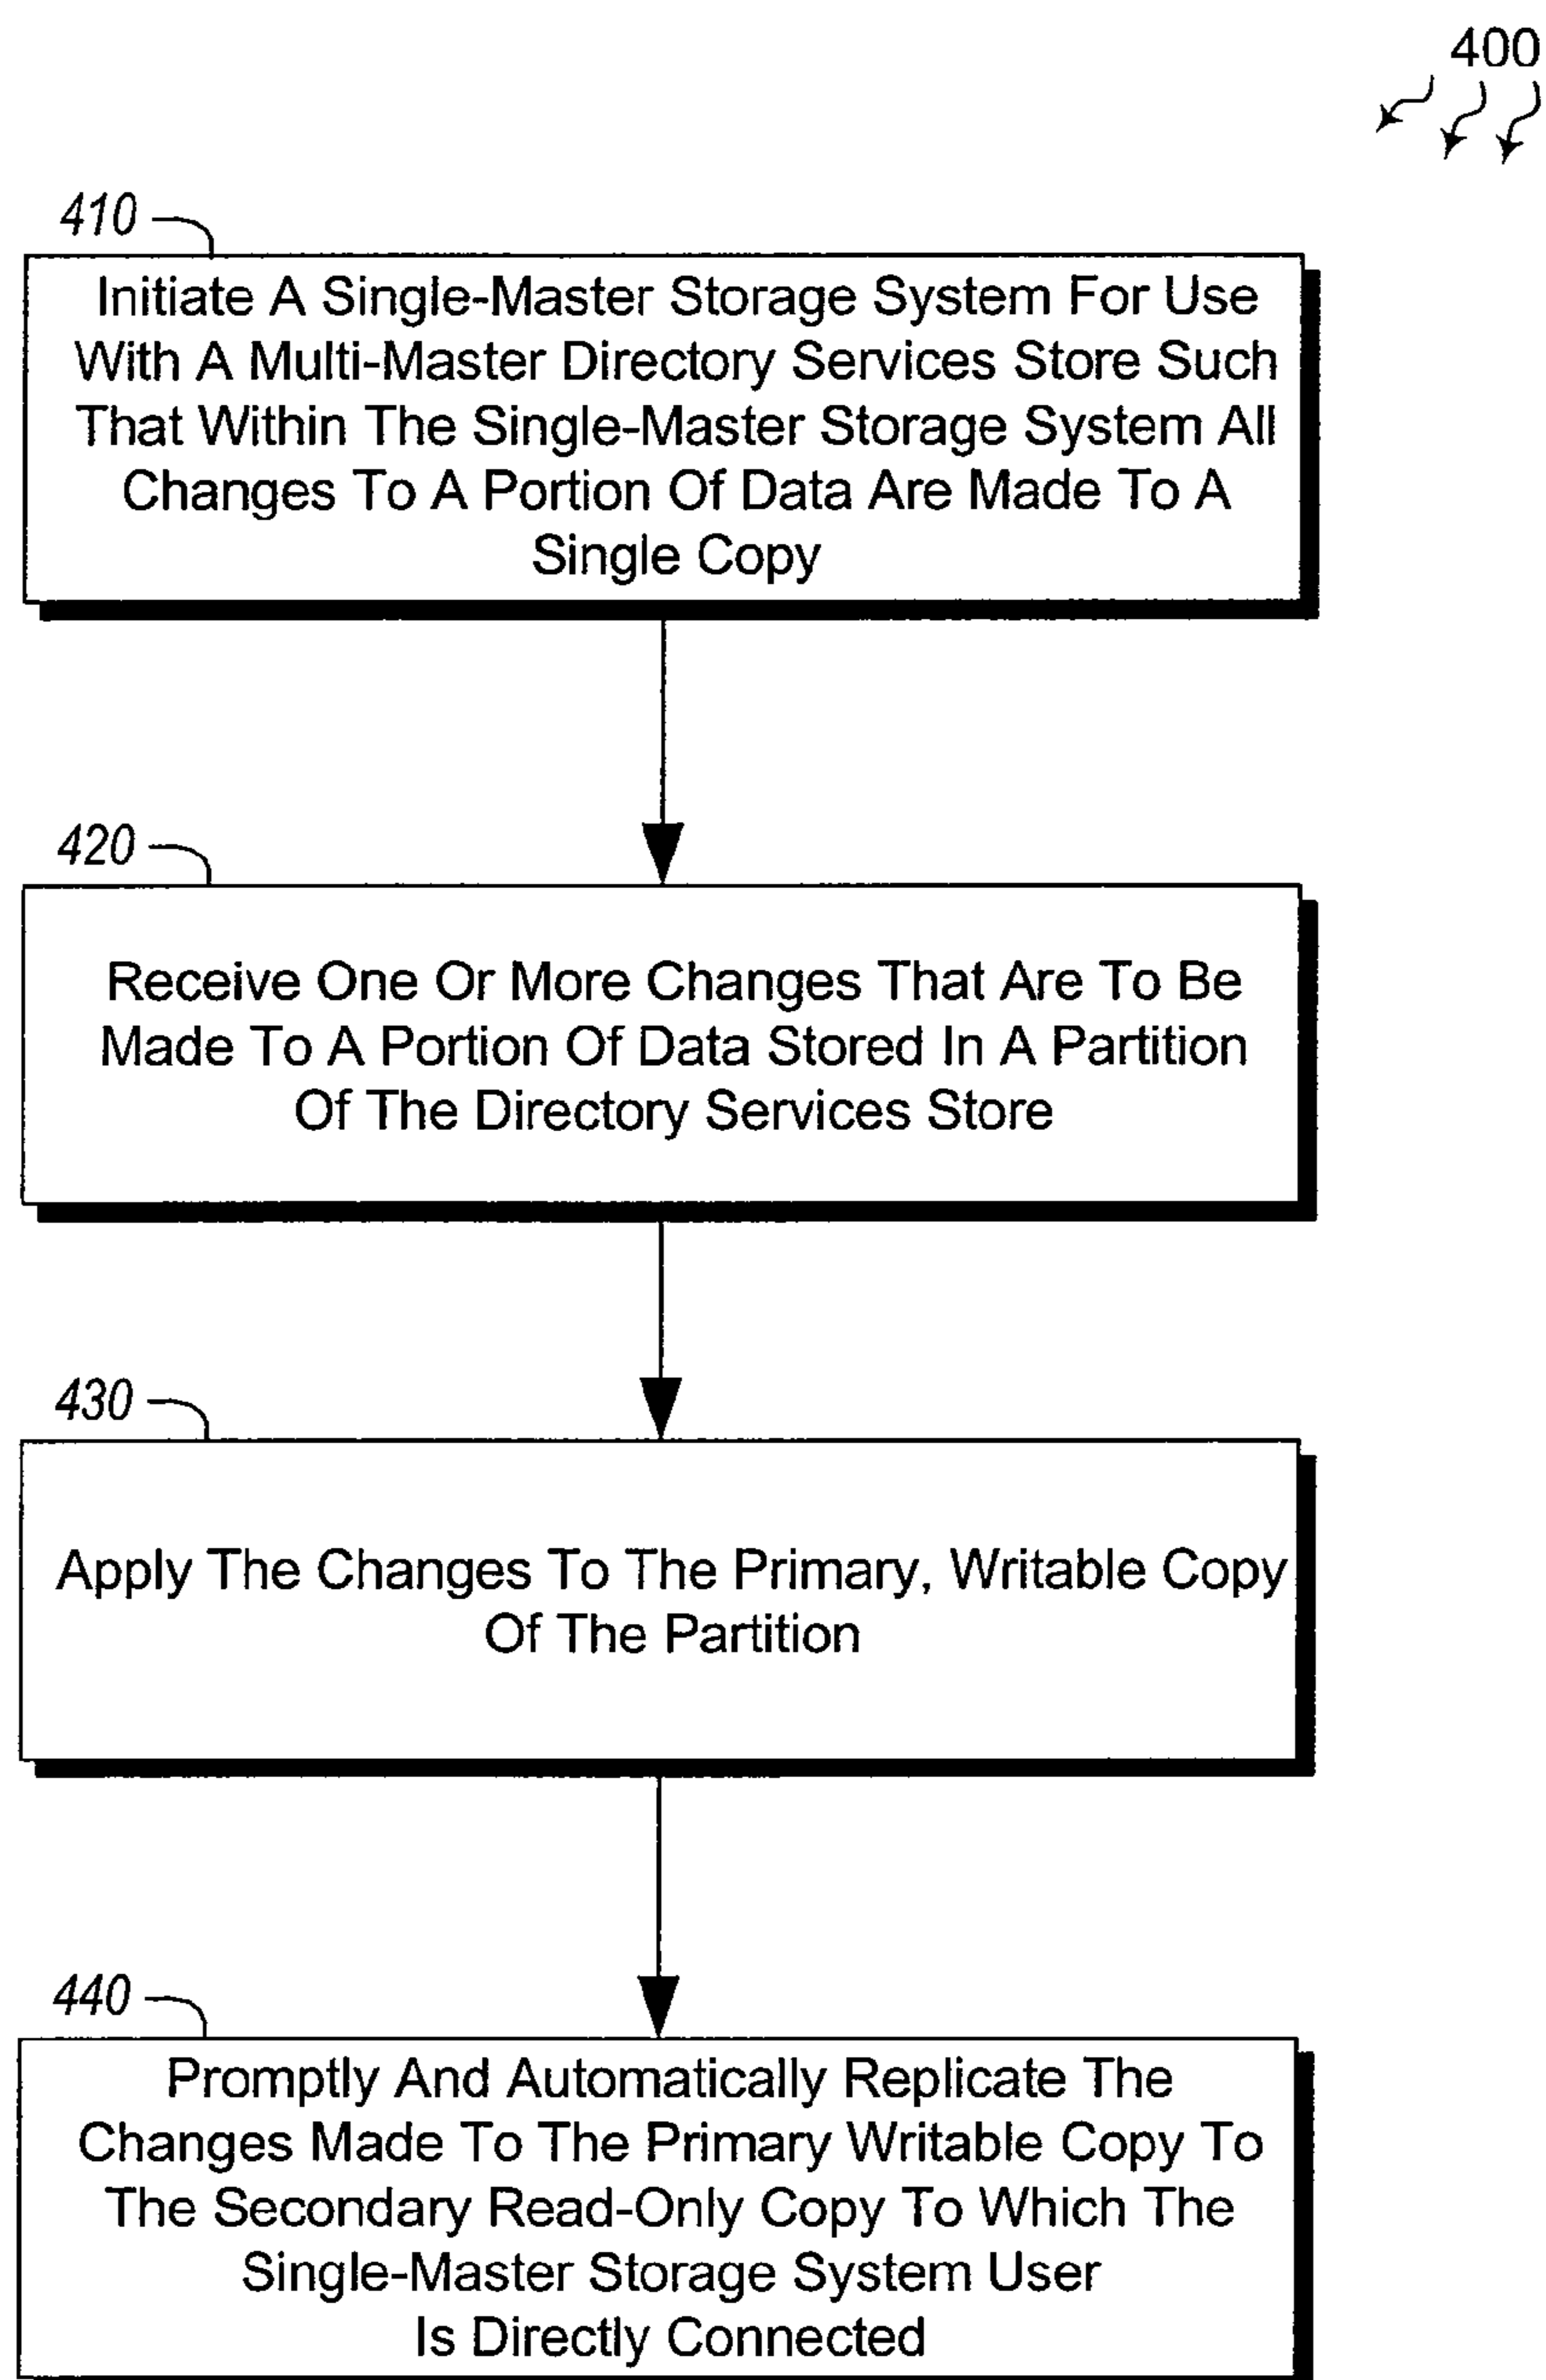 400
410
Initiate A Single-Master Storage System For Use
With A Multi-Master Directory Services Store Such
That Within The Single-Master Storage System All
Changes To A Portion Of Data Are Made To A
Single Copy
420
Receive One Or More Changes That Are To Be
Made To A Portion Of Data Stored In A Partition
Of The Directory Services Store
430
Apply The Changes To The Primary, Writable Copy
Of The Partition
440
Promptly And Automatically Replicate The
Changes Made To The Primary Writable Copy To
The Secondary Read-Only Copy To Which The
Single-Master Storage System User
Is Directly Connected